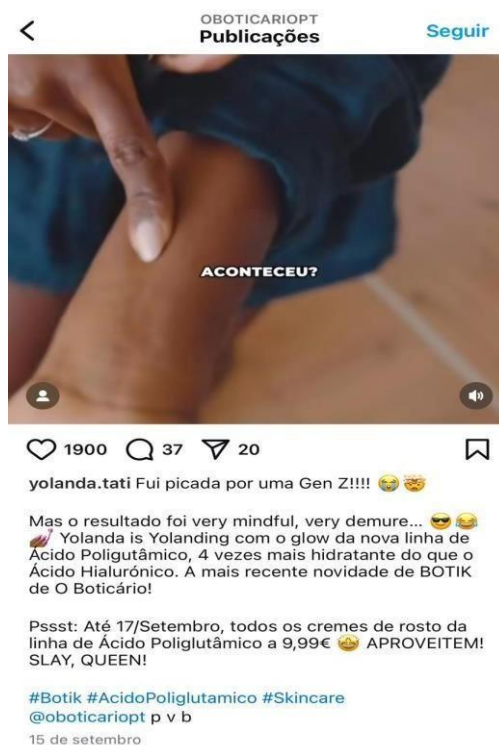 OBOTICARIOPT
Publicações
Seguir
ACONTECEU?
1900 37 20
yolanda.tati Fui picada por uma Gen Z!!!! 😭🤯
Mas o resultado foi very mindful, very demure... 😎😂
💅🏾 Yolanda is Yolanding com o glow da nova linha de
Ácido Poligutâmico, 4 vezes mais hidratante do que o
Ácido Hialurónico. A mais recente novidade de BOTIK
de O Boticário!
Pssst: Até 17/Setembro, todos os cremes de rosto da
linha de Ácido Poliglutâmico a 9,99€ 🤩 APROVEITEM!
SLAY, QUEEN!
#Botik #AcidoPoliglutamico #Skincare
@oboticariopt p v b
15 de setembro